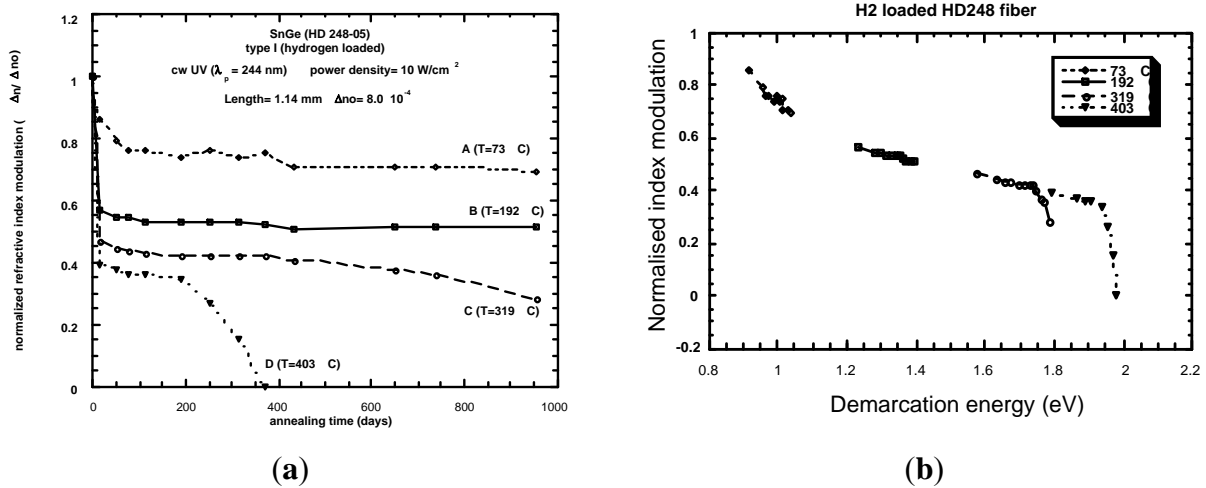 SnGe (HD 248-05)
type I (hydrogen loaded)
cw UV (λp = 244 nm) power density= 10 W/cm 2
Length= 1.14 mm Δno= 8.0 10 -4
normalized refractive index modulation ( Δn/ Δno)
1.2
1
0.8
0.6
0.4
0.2
0
A (T=73 C)
B (T=192 C)
C (T=319 C)
D (T=403 C)
0 200 400 600 800 1000
annealing time (days)
(a)
H2 loaded HD248 fiber
Normalised index modulation
1
0.8
0.6
0.4
0.2
0
-0.2
73 C
192
319
403
0.8 1 1.2 1.4 1.6 1.8 2 2.2
Demarcation energy (eV)
(b)